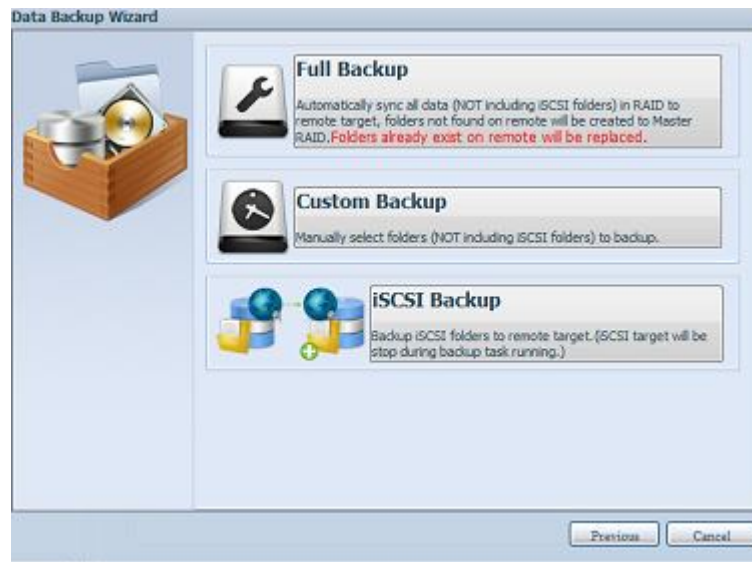 Data Backup Wizard
Full Backup
Automatically sync all data (NOT including iSCSI folders) in RAID to
remote target, folders not found on remote will be created to Master
RAID.Folders already exist on remote will be replaced.
Custom Backup
Manually select folders (NOT including ISCSI folders) to backup.
iSCSI Backup
Backup iSCSI folders to remote target.(iSCSI target will be
stop during backup task running.)
Previous Cancel